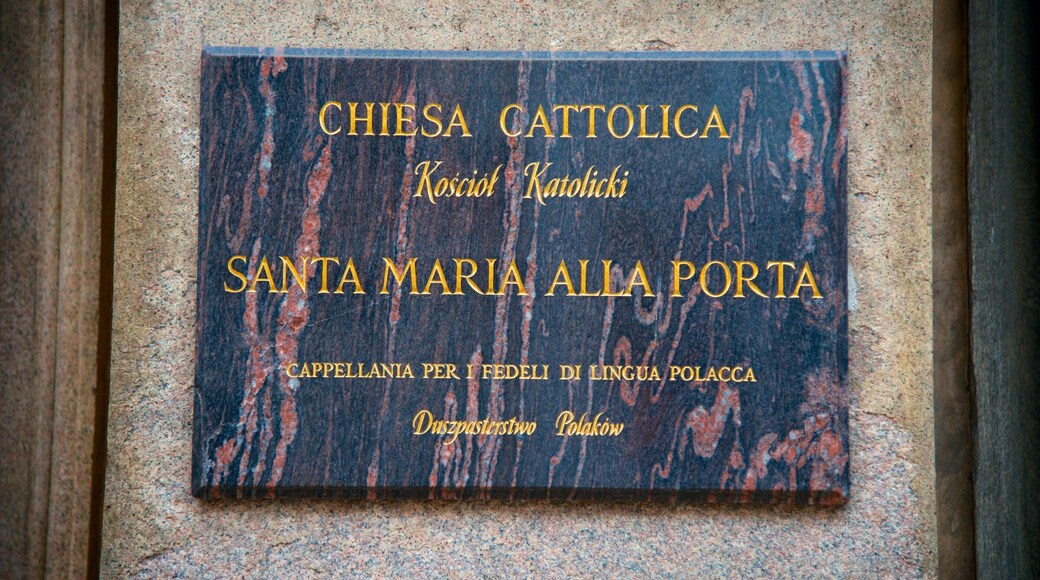 CHIESA CATTOLICA
Kościół Katolicki
SANTA MARIA ALLA PORTA
CAPPELLANIA PER I FEDELI DI LINGUA POLACCA
Duszpasterstwo Polaków